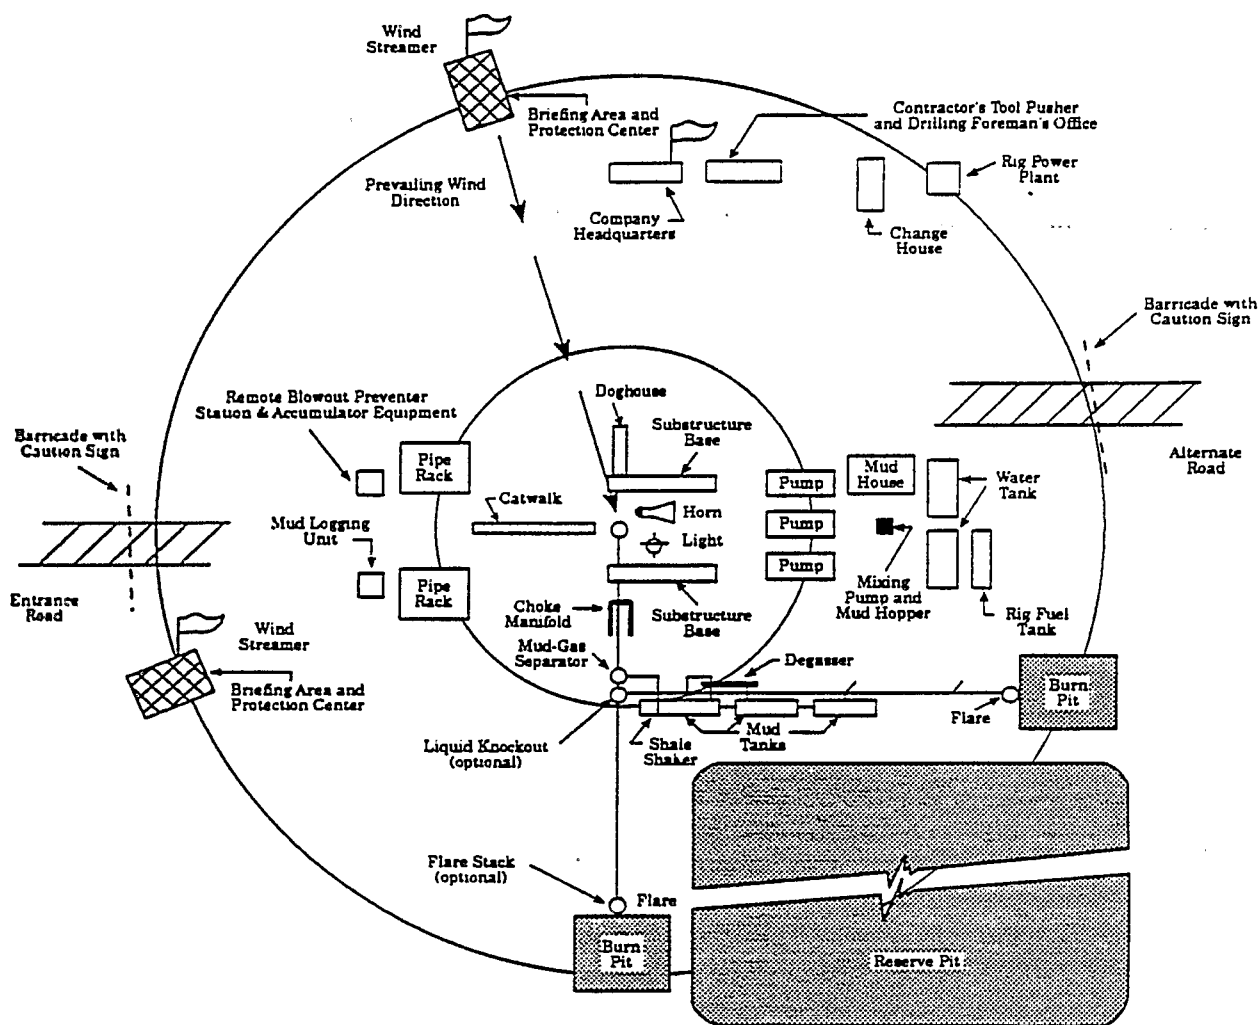 Wind
Streamer
Briefing Area and
Protection Center
Contractor's Tool Pusher
and Drilling Foreman's Office
Rig Power
Plant
Prevailing Wind
Direction
Company
Headquarters
Change
House
Barricade with
Caution Sign
Remote Blowout Preventer
Station & Accumulator Equipment
Doghouse
Substructure
Base
Barricade with
Caution Sign
Alternate
Road
Pipe
Rack
Catwalk
Pump
Mud
House
Water
Tank
Horn
Pump
Mud Logging
Unit
Light
Pump
Entrance
Road
Pipe
Rack
Choke
Manifold
Substructure
Base
Mixing
Pump and
Mud Hopper
Rig Fuel
Tank
Wind
Streamer
Mud-Gas
Separator
Degasser
Briefing Area and
Protection Center
Burn
Pit
Flare
Liquid Knockout
(optional)
Shale
Shaker
Mud
Tanks
Flare Stack
(optional)
Flare
Burn
Pit
Reserve Pit